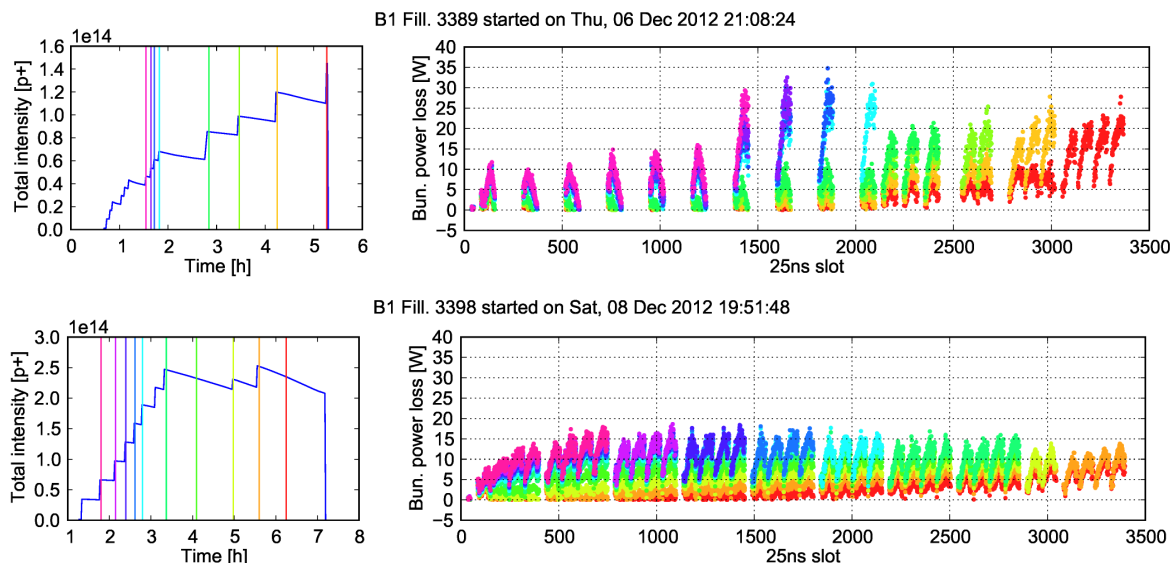 B1 Fill. 3389 started on Thu, 06 Dec 2012 21:08:24
1e14
Total intensity [p+]
1.6
1.4
1.2
1.0
0.8
0.6
0.4
0.2
0.0
0 1 2 3 4 5 6
Time [h]
Bun. power loss [W]
40
35
30
25
20
15
10
5
0
−5
0 500 1000 1500 2000 2500 3000 3500
25ns slot
B1 Fill. 3398 started on Sat, 08 Dec 2012 19:51:48
1e14
Total intensity [p+]
3.0
2.5
2.0
1.5
1.0
0.5
0.0
1 2 3 4 5 6 7 8
Time [h]
Bun. power loss [W]
40
35
30
25
20
15
10
5
0
−5
0 500 1000 1500 2000 2500 3000 3500
25ns slot